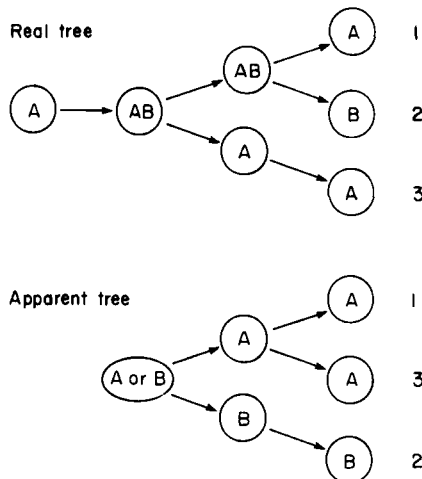 Real tree
A 1
AB
A AB
B 2
A
A 3
Apparent tree
A 1
A
A or B A 3
B
B 2